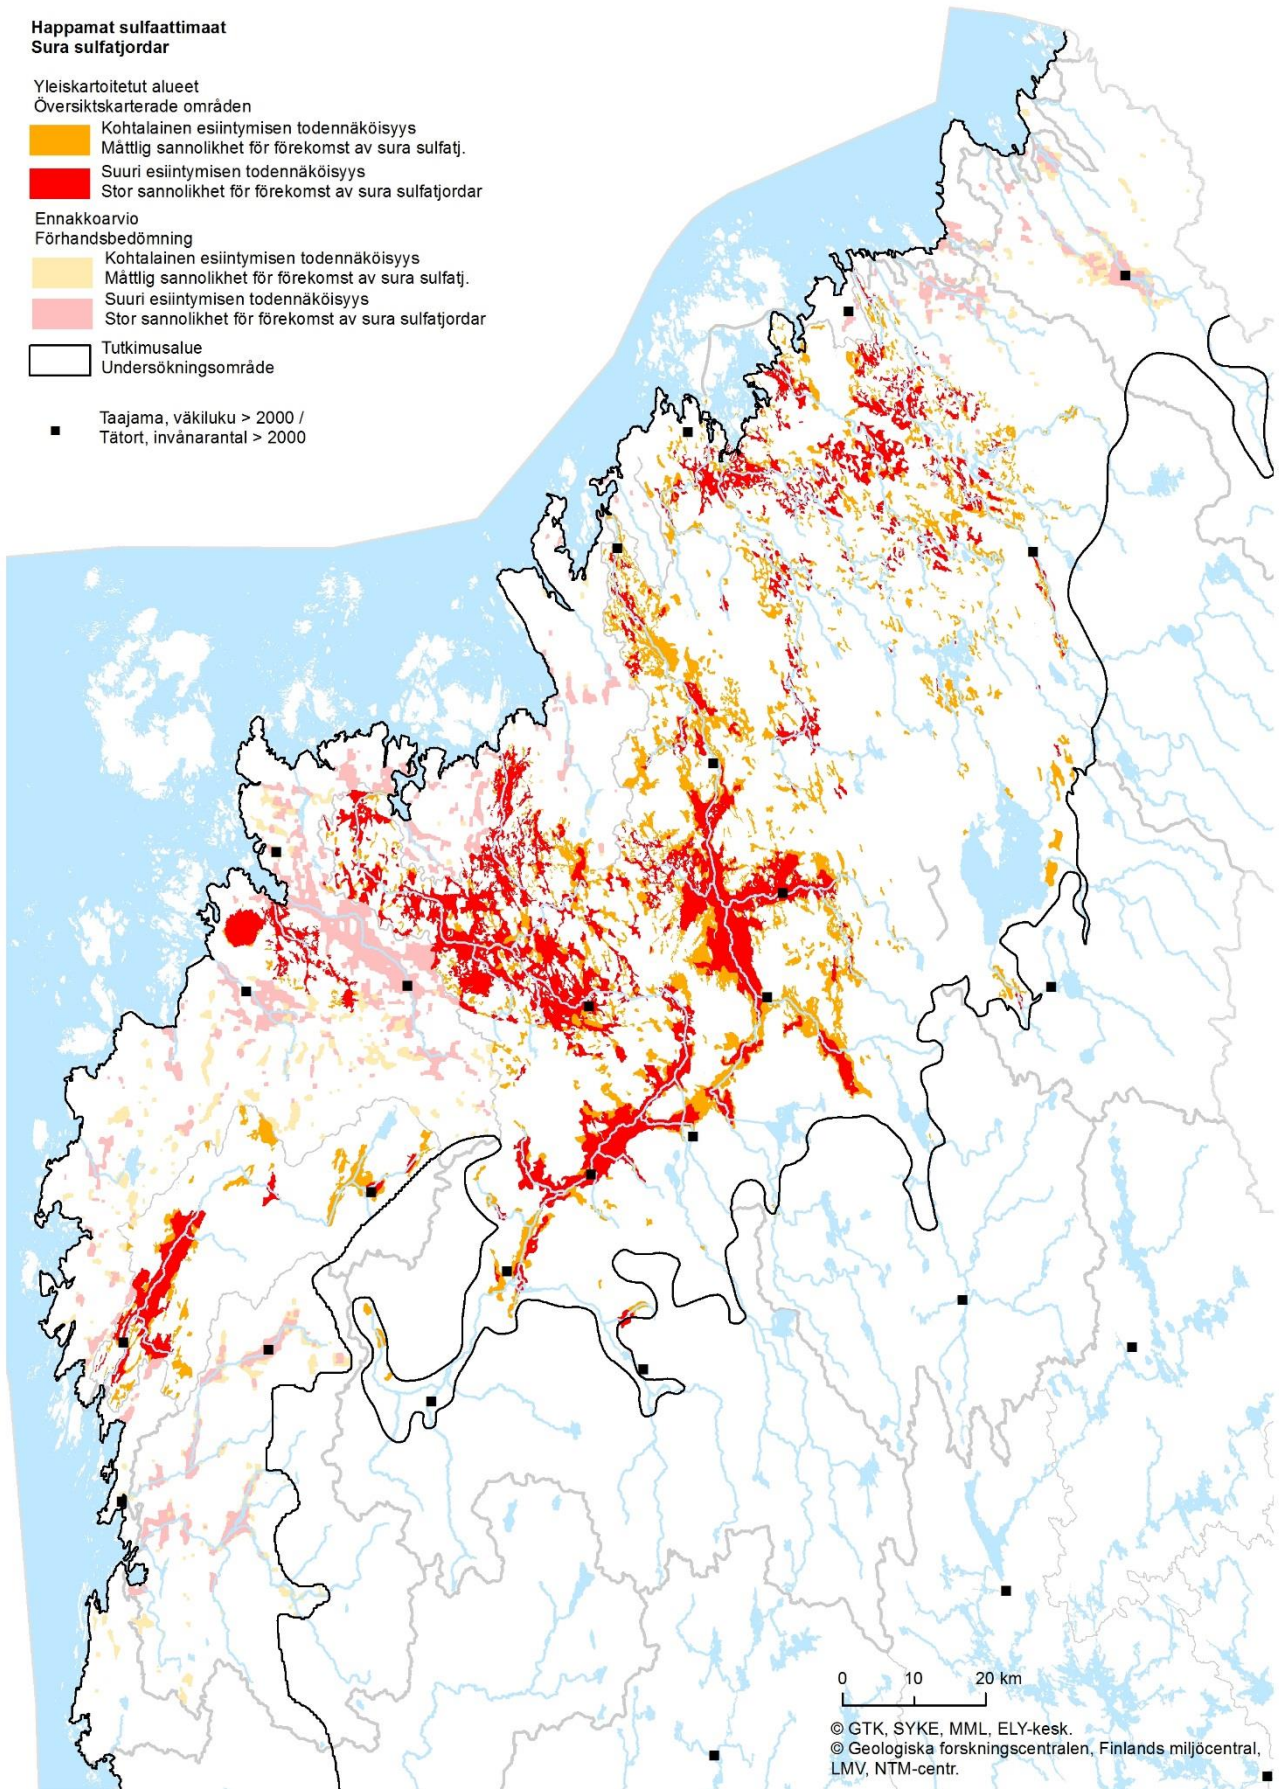 Happamat sulfaattimaat
Sura sulfatjordar
Yleiskartoitetut alueet
Översiktskarterade områden
Kohtalainen esiintymisen todennäköisyys
Måttlig sannolikhet för förekomst av sura sulfatj.
Suuri esiintymisen todennäköisyys
Stor sannolikhet för förekomst av sura sulfatjordar
Ennakkoarvio
Förhandsbedömning
Kohtalainen esiintymisen todennäköisyys
Måttlig sannolikhet för förekomst av sura sulfatj.
Suuri esiintymisen todennäköisyys
Stor sannolikhet för förekomst av sura sulfatjordar
Tutkimusalue
Undersökningsområde
Taajama, väkiluku > 2000 /
Tätort, invånarantal > 2000
0 10 20 km
© GTK, SYKE, MML, ELY-kesk.
© Geologiska forskningscentralen, Finlands miljöcentral,
LMV, NTM-centr.